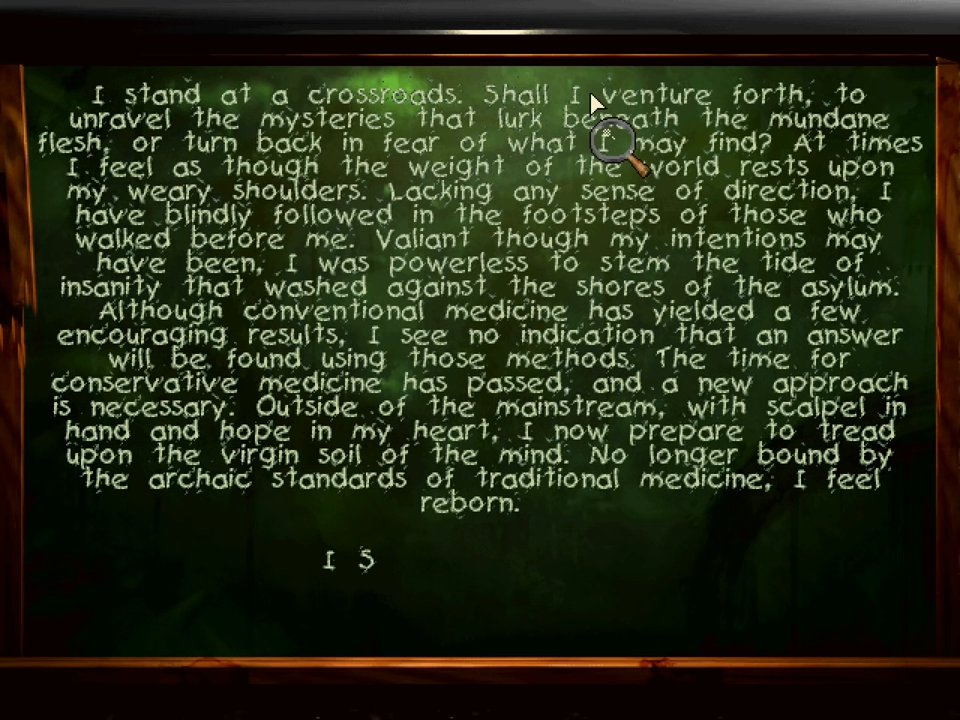 I stand at a crossroads. Shall I venture forth, to
unravel the mysteries that lurk beneath the mundane
flesh, or turn back in fear of what I may find? At times
I feel as though the weight of the world rests upon
my weary shoulders. Lacking any sense of direction, I
have blindly followed in the footsteps of those who
walked before me. Valiant though my intentions may
have been, I was powerless to stem the tide of
insanity that washed against the shores of the asylum.
Although conventional medicine has yielded a few
encouraging results, I see no indication that an answer
will be found using those methods. The time for
conservative medicine has passed, and a new approach
is necessary. Outside of the mainstream, with scalpel in
hand and hope in my heart, I now prepare to tread
upon the virgin soil of the mind. No longer bound by
the archaic standards of traditional medicine, I feel
reborn.
I S